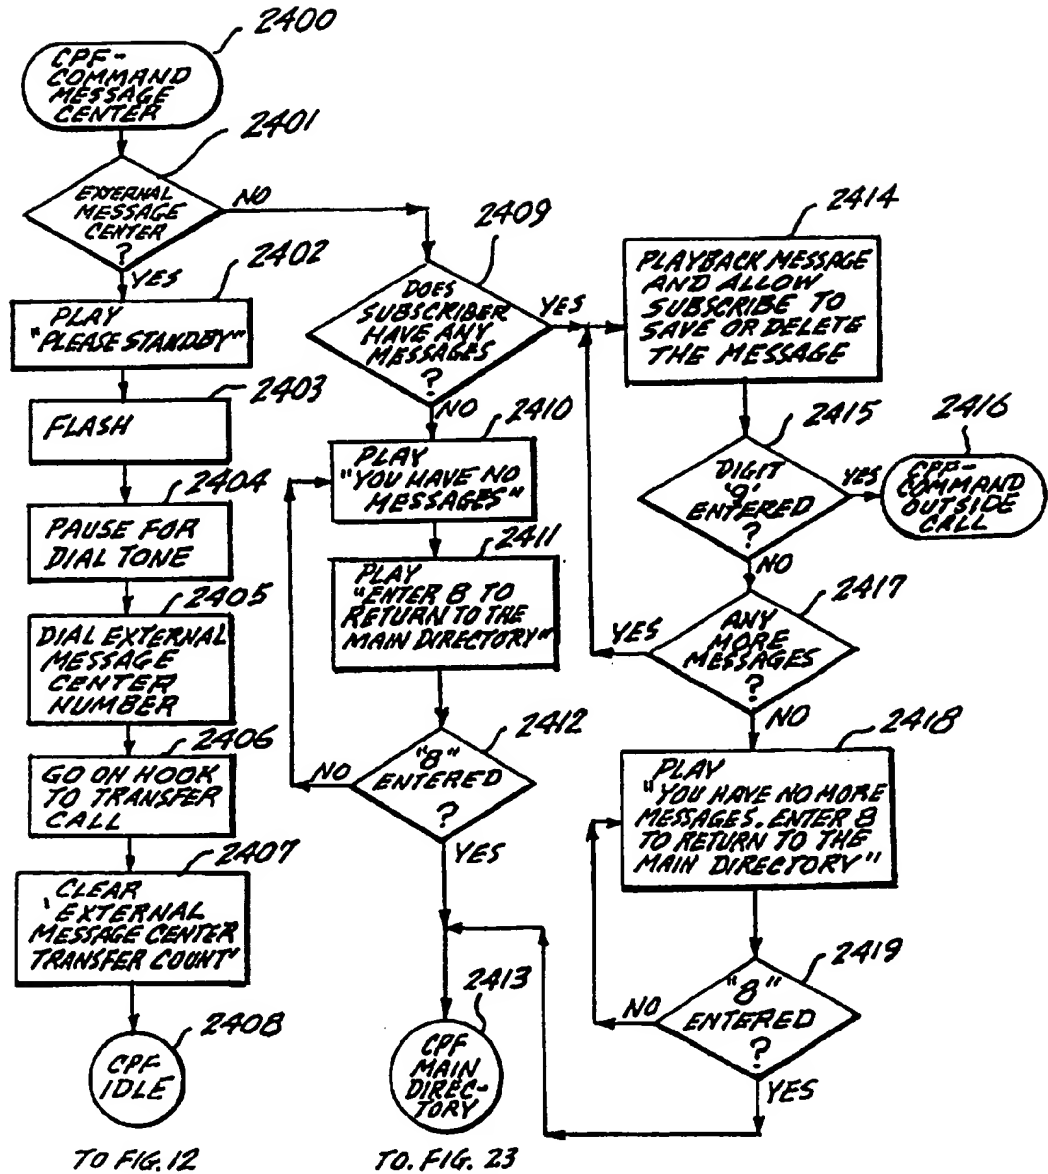 2400
CPF-
COMMAND
MESSAGE
CENTER
2401
EXTERNAL
MESSAGE
CENTER
?
NO
YES
2402
PLAY
"PLEASE STANDBY"
2403
FLASH
2404
PAUSE FOR
DIAL TONE
2405
DIAL EXTERNAL
MESSAGE
CENTER
NUMBER
2406
GO ON HOOK
TO TRANSFER
CALL
2407
CLEAR
'EXTERNAL
MESSAGE CENTER
TRANSFER COUNT'
2408
CPF
IDLE
TO FIG. 12
2409
DOES
SUBSCRIBER
HAVE ANY
MESSAGES
?
YES
NO
2410
PLAY
"YOU HAVE NO
MESSAGES"
2411
PLAY
"ENTER 8 TO
RETURN TO THE
MAIN DIRECTORY"
2412
"8"
ENTERED
?
NO
YES
2413
CPF
MAIN
DIREC-
TORY
TO. FIG. 23
2414
PLAYBACK MESSAGE
AND ALLOW
SUBSCRIBE TO
SAVE OR DELETE
THE MESSAGE
2415
DIGIT
'9'
ENTERED
?
YES
NO
2416
CPF-
COMMAND
OUTSIDE
CALL
2417
ANY
MORE
MESSAGES
?
YES
NO
2418
PLAY
"YOU HAVE NO MORE
MESSAGES. ENTER 8
TO RETURN TO THE
MAIN DIRECTORY"
2419
"8"
ENTERED
?
NO
YES